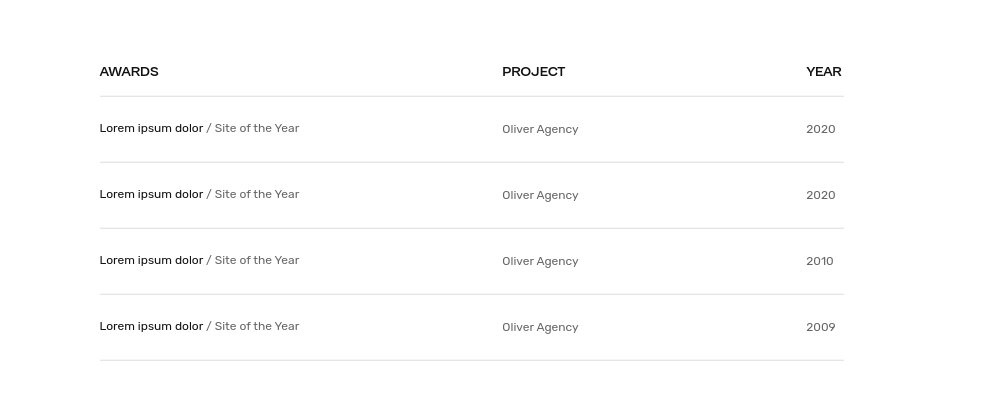 AWARDS PROJECT YEAR
Lorem ipsum dolor / Site of the Year Oliver Agency 2020
Lorem ipsum dolor / Site of the Year Oliver Agency 2020
Lorem ipsum dolor / Site of the Year Oliver Agency 2010
Lorem ipsum dolor / Site of the Year Oliver Agency 2009